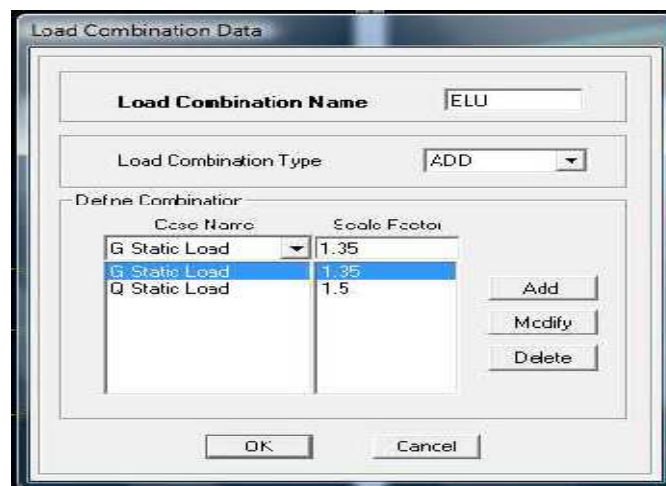 Load Combination Data
Load Combination Name ELU
Load Combination Type ADD
Define Combination
Case Name Scale Factor
G Static Load 1.35
G Static Load 1.35
Q Static Load 1.5
Add
Modify
Delete
OK Cancel